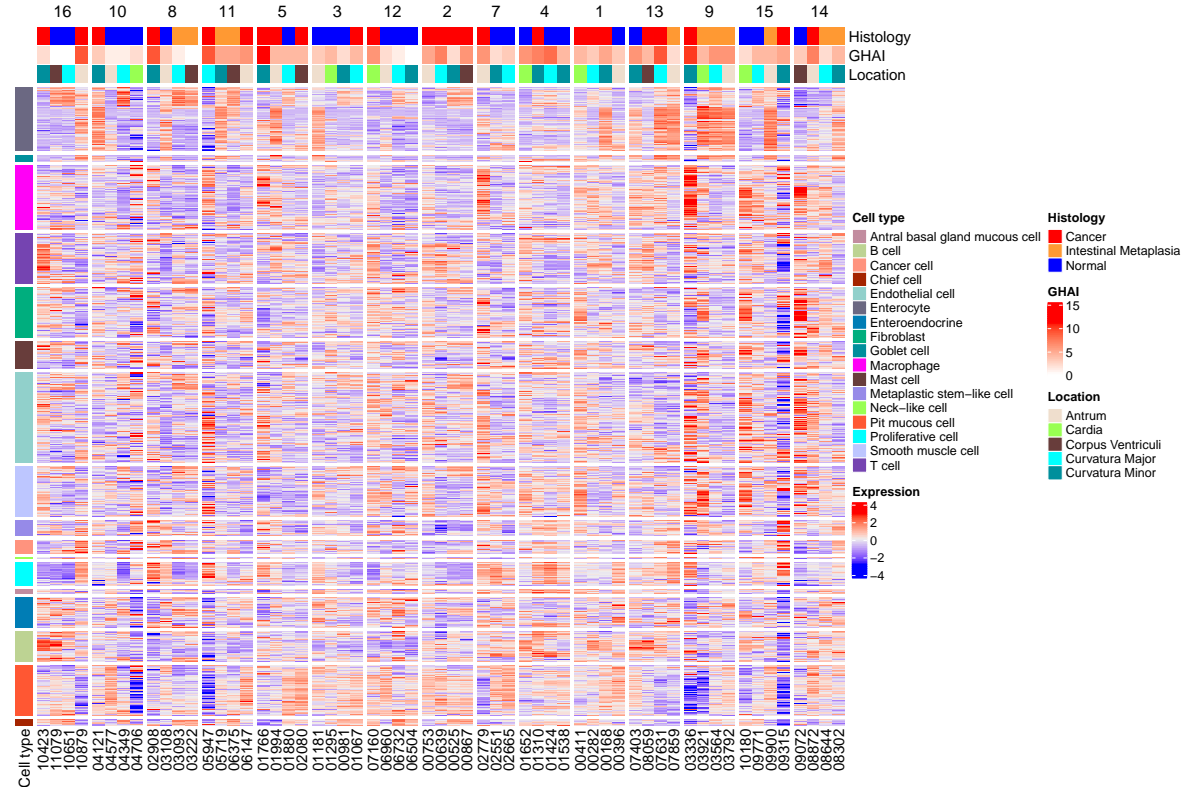 16 10 8 11 5 3 12 2 7 4 1 13 9 15 14
Histology
GHAI
Location
Cell type
Antral basal gland mucous cell
B cell
Cancer cell
Chief cell
Endothelial cell
Enterocyte
Enteroendocrine
Fibroblast
Goblet cell
Macrophage
Mast cell
Metaplastic stem−like cell
Neck−like cell
Pit mucous cell
Proliferative cell
Smooth muscle cell
T cell
Expression
4
2
0
−2
−4
Histology
Cancer
Intestinal Metaplasia
Normal
GHAI
15
10
5
0
Location
Antrum
Cardia
Corpus Ventriculi
Curvatura Major
Curvatura Minor
Cell type
10423
11079
10651
10879
04121
04577
04349
04706
02908
03108
03093
03222
05947
05719
06375
06147
01766
01994
01880
02080
01181
01295
00981
01067
07160
06960
06732
06504
00753
00639
00525
00867
02779
02551
02665
01652
01310
01424
01538
00411
00282
00168
00396
07403
08059
07631
07859
03336
03921
03564
03792
10180
09771
09900
09315
09072
08872
08644
08302